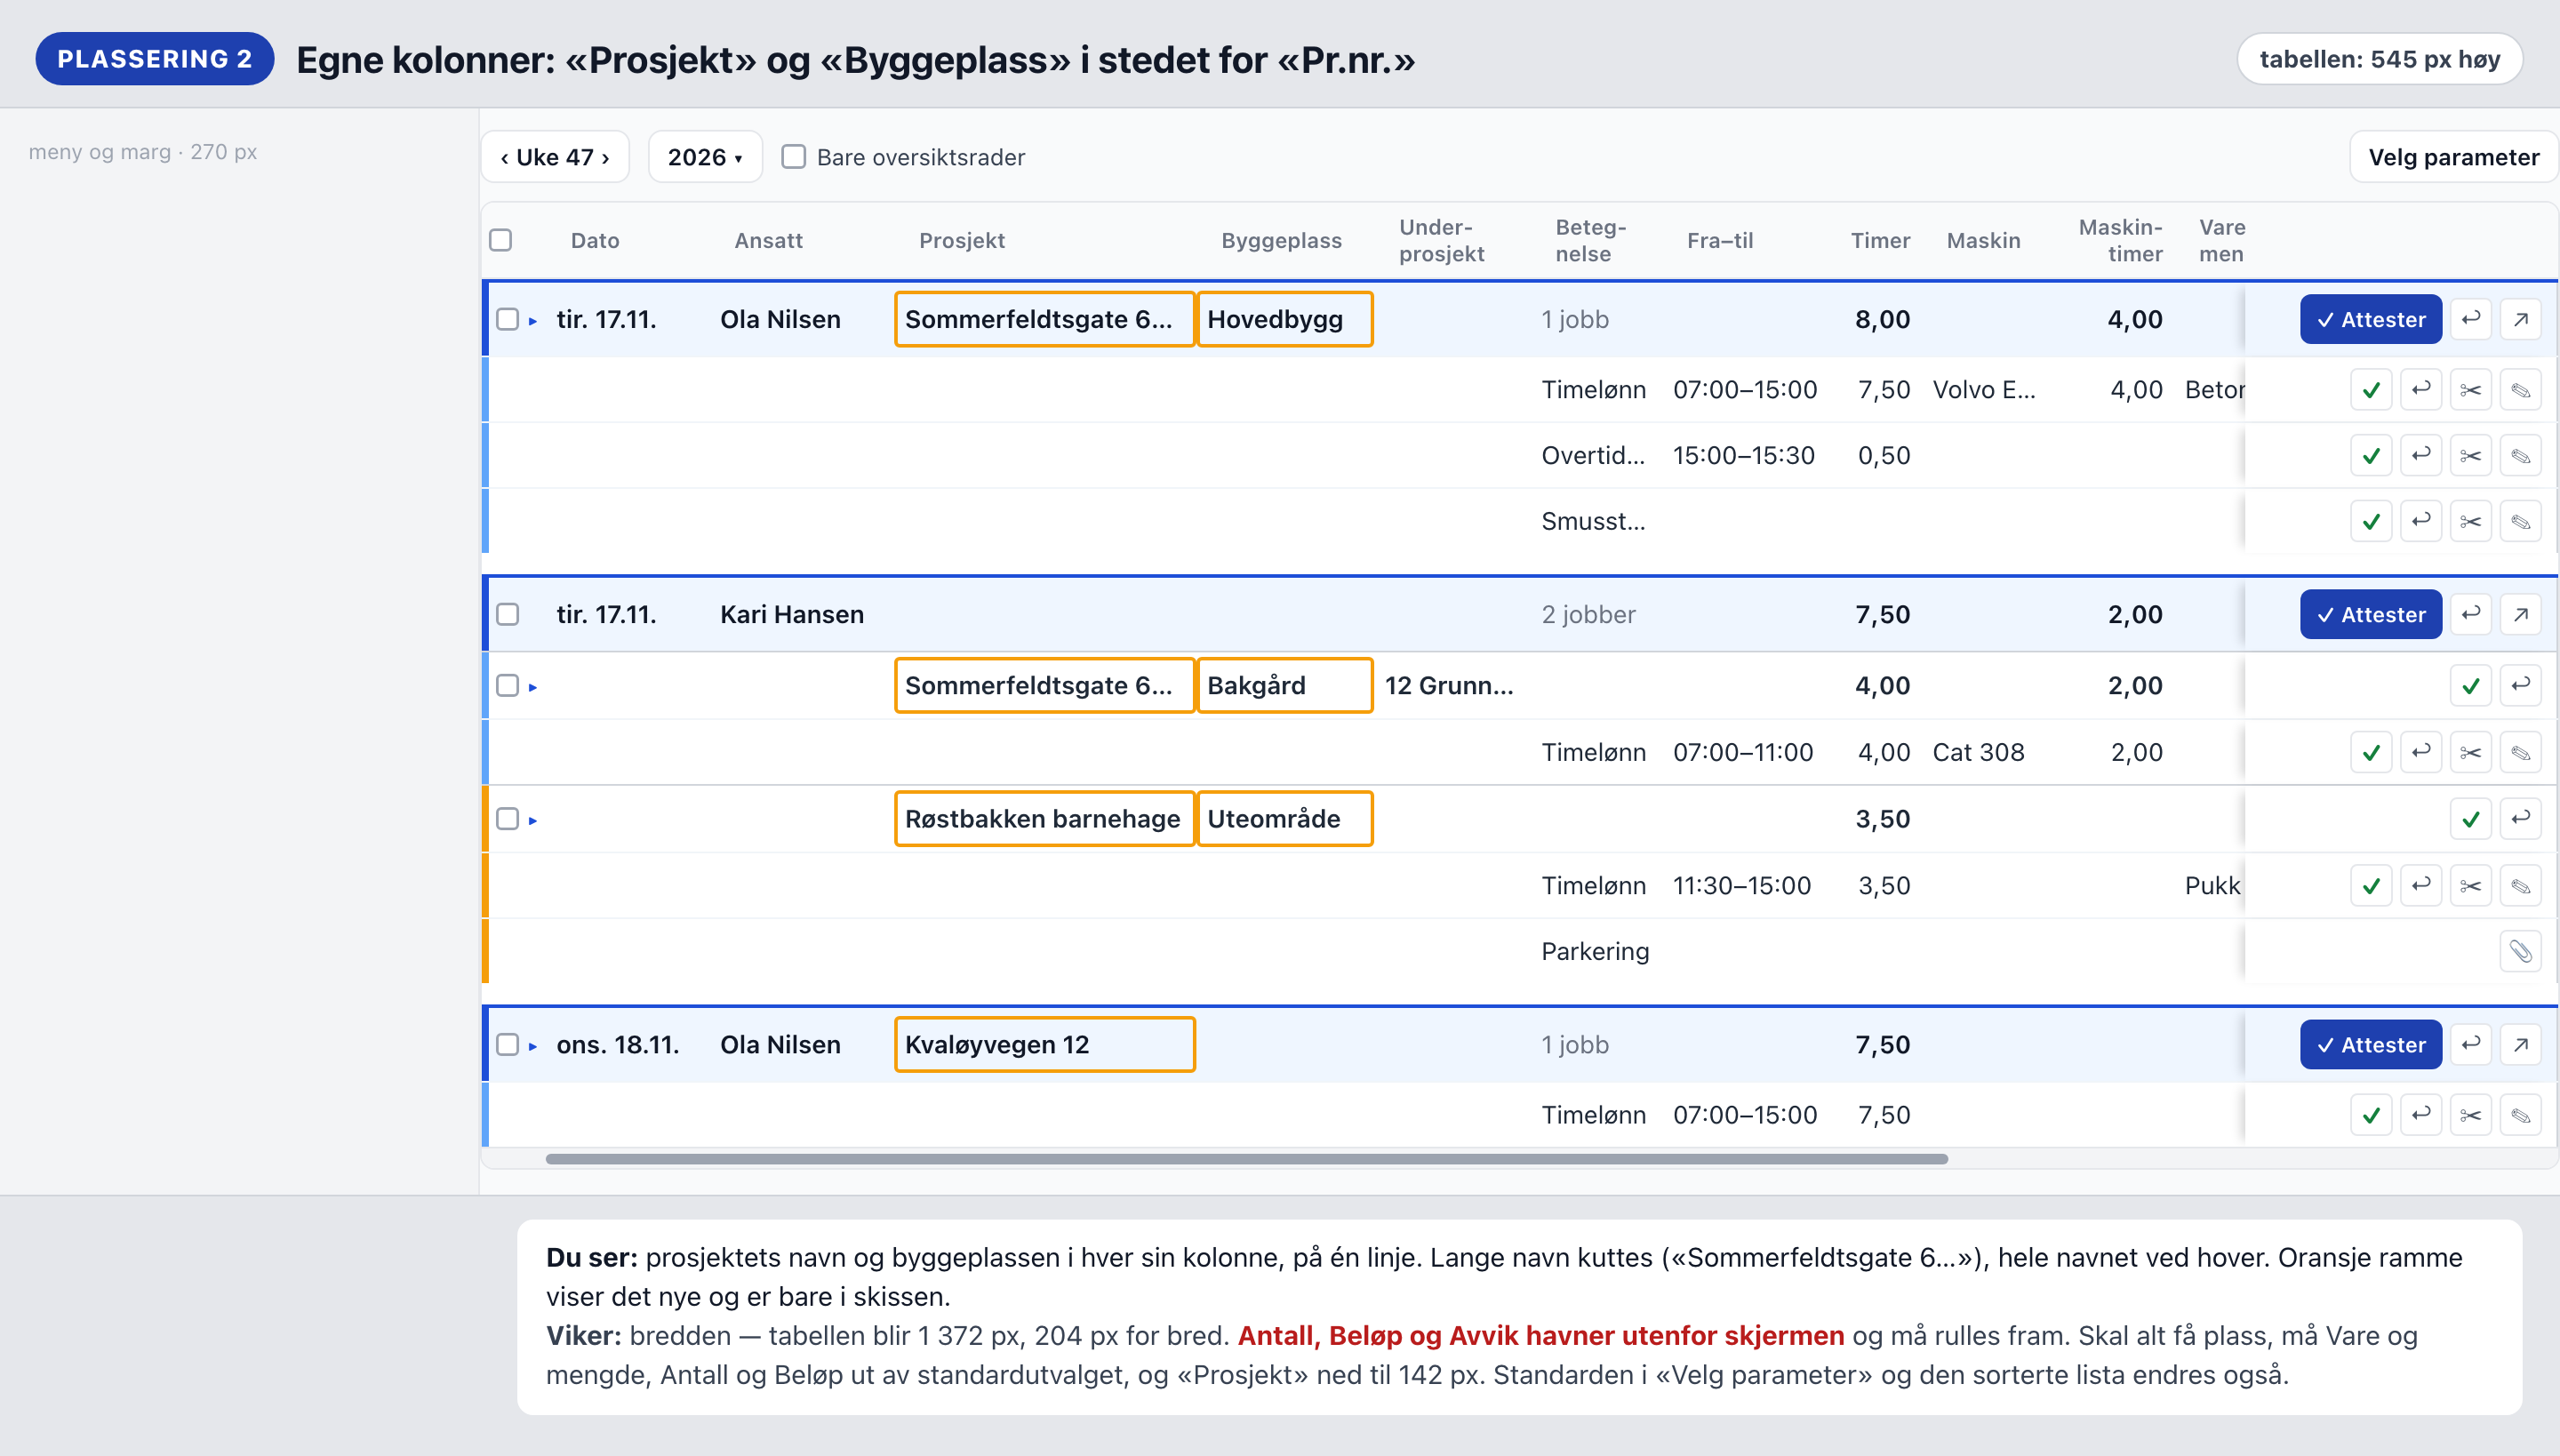 PLASSERING 2 Egne kolonner: «Prosjekt» og «Byggeplass» i stedet for «Pr.nr.» tabellen: 545 px høy
meny og marg · 270 px
‹ Uke 47 › 2026 ▾ Bare oversiktsrader Velg parameter
Dato Ansatt Prosjekt Byggeplass Under-prosjekt Beteg-nelse Fra–til Timer Maskin Maskin-timer Vare men
▸ tir. 17.11. Ola Nilsen Sommerfeldtsgate 6… Hovedbygg 1 jobb 8,00 4,00 ✓ Attester ↩ ↗
Timelønn 07:00–15:00 7,50 Volvo E… 4,00 Betor ✓ ↩ ✂ ✎
Overtid… 15:00–15:30 0,50 ✓ ↩ ✂ ✎
Smusst… ✓ ↩ ✂ ✎
tir. 17.11. Kari Hansen 2 jobber 7,50 2,00 ✓ Attester ↩ ↗
▸ Sommerfeldtsgate 6… Bakgård 12 Grunn… 4,00 2,00 ✓ ↩
Timelønn 07:00–11:00 4,00 Cat 308 2,00 ✓ ↩ ✂ ✎
▸ Røstbakken barnehage Uteområde 3,50 ✓ ↩
Timelønn 11:30–15:00 3,50 Pukk ✓ ↩ ✂ ✎
Parkering
▸ ons. 18.11. Ola Nilsen Kvaløyvegen 12 1 jobb 7,50 ✓ Attester ↩ ↗
Timelønn 07:00–15:00 7,50 ✓ ↩ ✂ ✎
Du ser: prosjektets navn og byggeplassen i hver sin kolonne, på én linje. Lange navn kuttes («Sommerfeldtsgate 6…»), hele navnet ved hover. Oransje ramme
viser det nye og er bare i skissen.
Viker: bredden — tabellen blir 1 372 px, 204 px for bred. Antall, Beløp og Avvik havner utenfor skjermen og må rulles fram. Skal alt få plass, må Vare og
mengde, Antall og Beløp ut av standardutvalget, og «Prosjekt» ned til 142 px. Standarden i «Velg parameter» og den sorterte lista endres også.